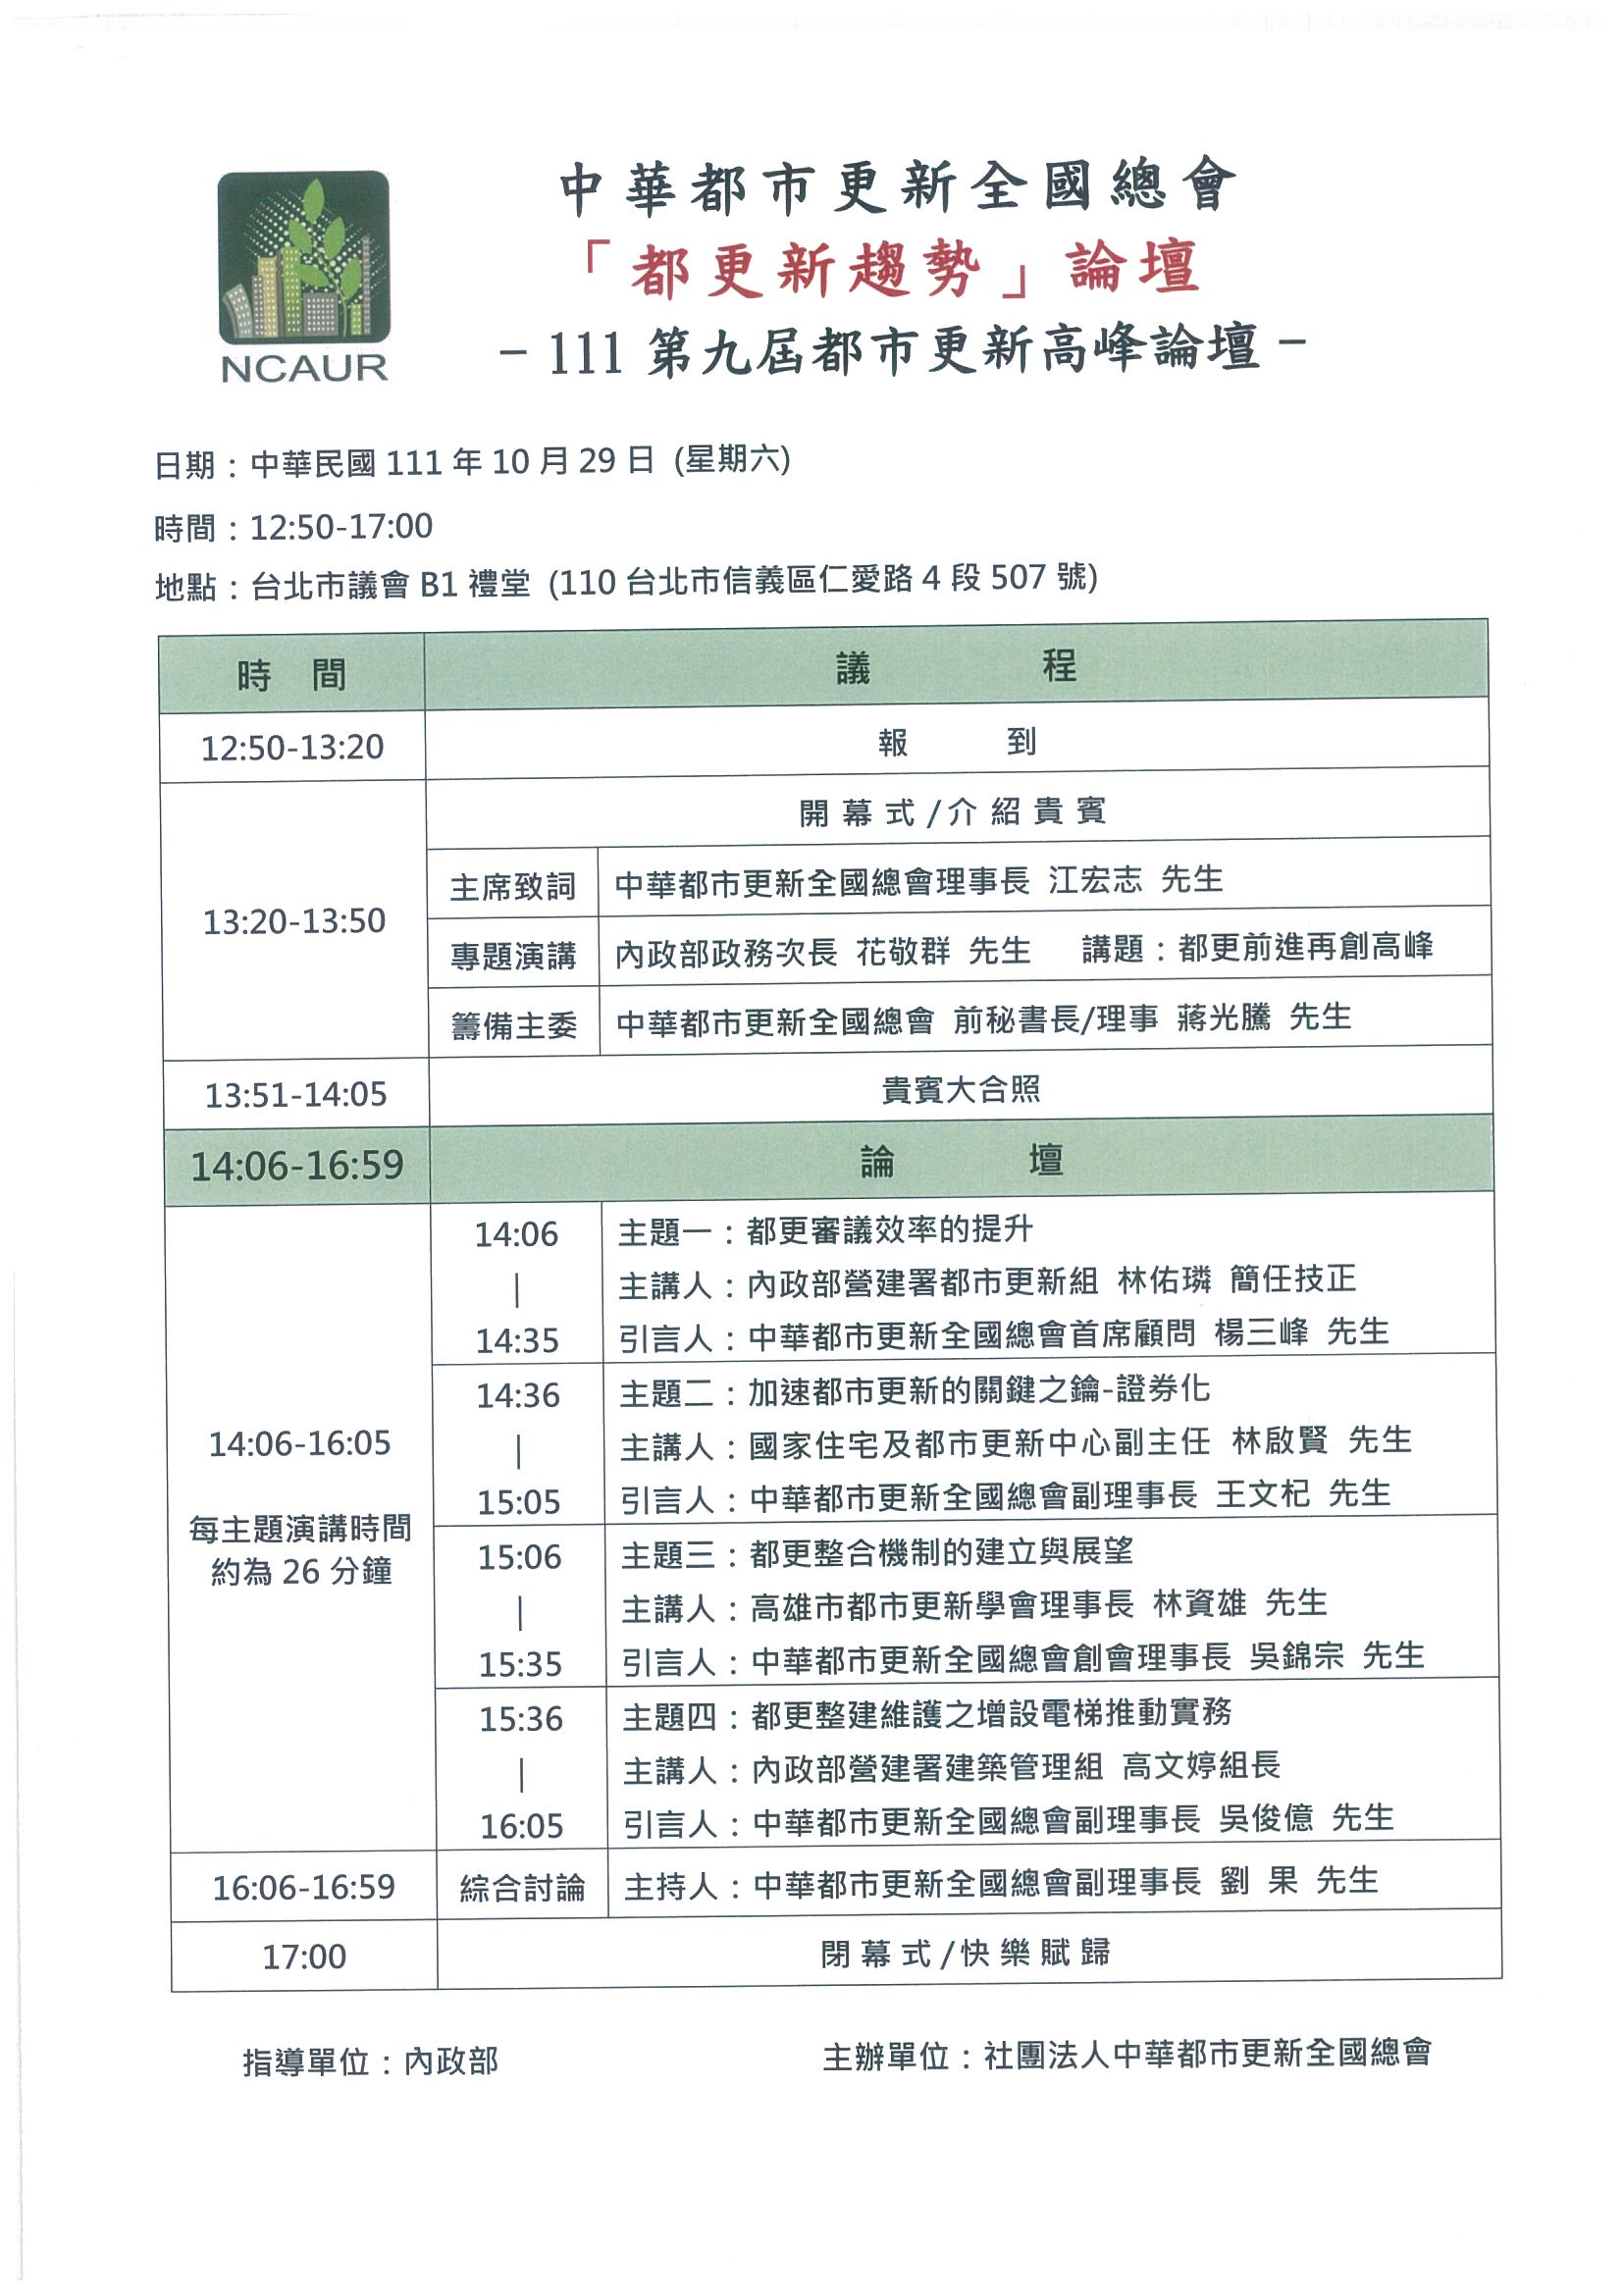 中華都市更新全國總會
「都更新趨勢」論壇
－111 第九屆都市更新高峰論壇－
NCAUR
日期：中華民國 111 年 10 月 29 日 (星期六)
時間：12:50-17:00
地點：台北市議會 B1 禮堂 (110 台北市信義區仁愛路 4 段 507 號)
時 間 議 程
12:50-13:20 報 到
13:20-13:50
開幕式/介紹貴賓
主席致詞 中華都市更新全國總會理事長 江宏志 先生
專題演講 內政部政務次長 花敬群 先生 講題：都更前進再創高峰
籌備主委 中華都市更新全國總會 前秘書長/理事 蔣光騰 先生
13:51-14:05 貴賓大合照
14:06-16:59 論 壇
14:06-16:05
每主題演講時間
約為 26 分鐘
14:06
|
14:35
主題一：都更審議效率的提升
主講人：內政部營建署都市更新組 林佑璘 簡任技正
引言人：中華都市更新全國總會首席顧問 楊三峰 先生
14:36
|
15:05
主題二：加速都市更新的關鍵之鑰-證券化
主講人：國家住宅及都市更新中心副主任 林啟賢 先生
引言人：中華都市更新全國總會副理事長 王文杞 先生
15:06
|
15:35
主題三：都更整合機制的建立與展望
主講人：高雄市都市更新學會理事長 林資雄 先生
引言人：中華都市更新全國總會創會理事長 吳錦宗 先生
15:36
|
16:05
主題四：都更整建維護之增設電梯推動實務
主講人：內政部營建署建築管理組 高文婷組長
引言人：中華都市更新全國總會副理事長 吳俊億 先生
16:06-16:59 綜合討論 主持人：中華都市更新全國總會副理事長 劉 果 先生
17:00 閉幕式/快樂賦歸
指導單位：內政部 主辦單位：社團法人中華都市更新全國總會